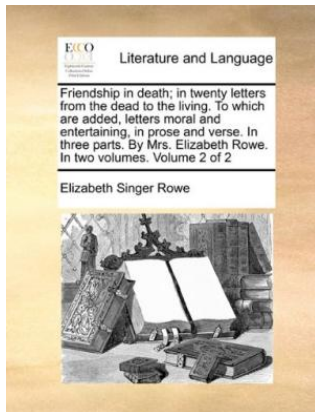 ECCO
Literature and Language
Friendship in death; in twenty letters
from the dead to the living. To which
are added, letters moral and
entertaining, in prose and verse. In
three parts. By Mrs. Elizabeth Rowe.
In two volumes. Volume 2 of 2
Elizabeth Singer Rowe